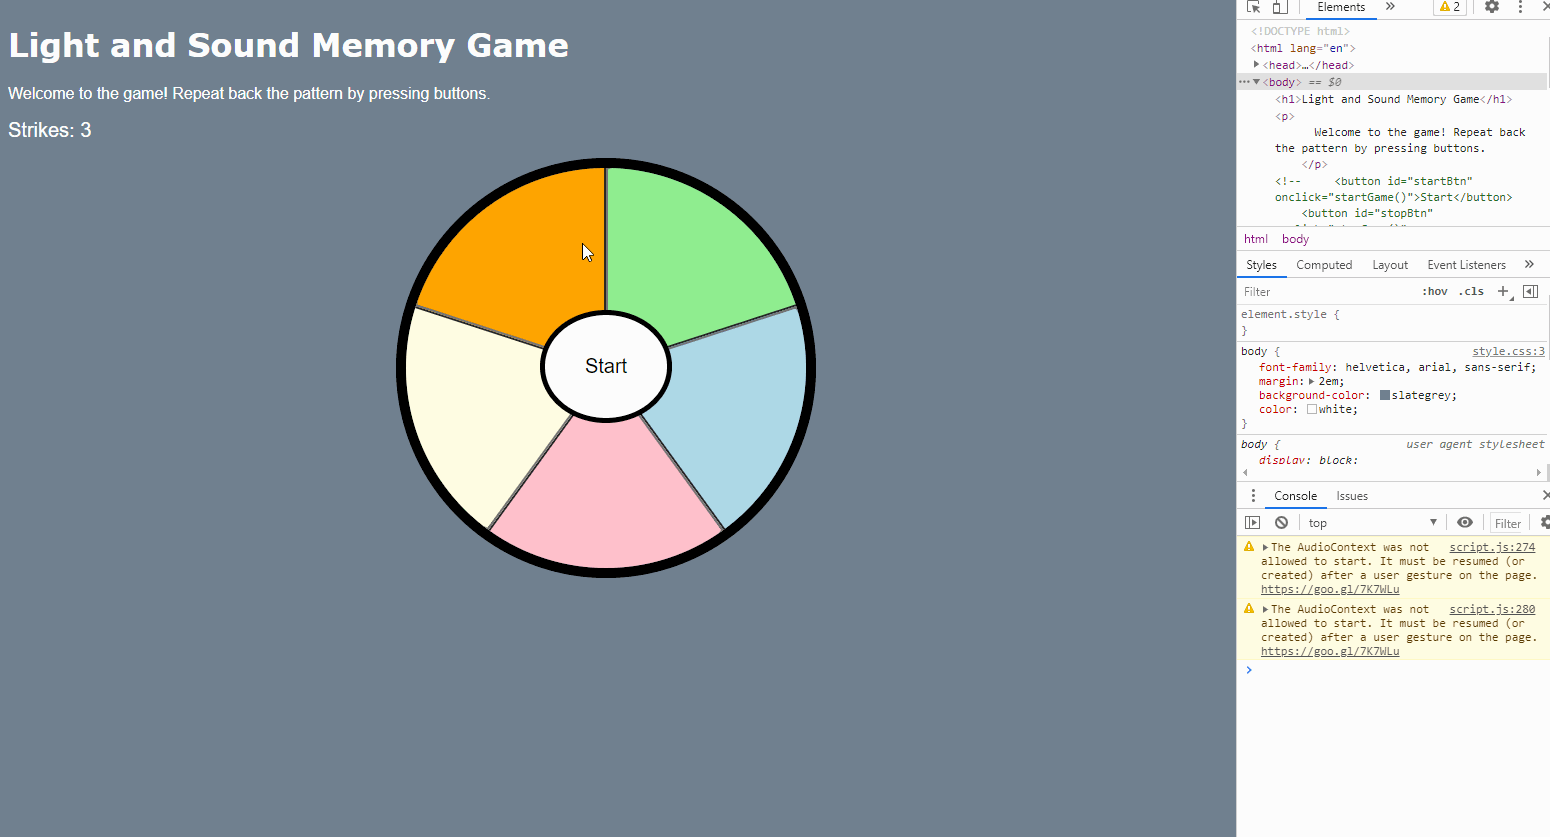 Light and Sound Memory Game
Welcome to the game! Repeat back the pattern by pressing buttons.
Strikes: 3
Start
Elements
2
<!DOCTYPE html>
<html lang="en">
<head>…</head>
<body> == $0
<h1>Light and Sound Memory Game</h1>
<p>
Welcome to the game! Repeat back
the pattern by pressing buttons.
</p>
<!-- <button id="startBtn"
onclick="startGame()">Start</button>
<button id="stopBtn"
html body
Styles Computed Layout Event Listeners
Filter :hov .cls
element.style {
}
body { style.css:3
font-family: helvetica, arial, sans-serif;
margin: 2em;
background-color: slategrey;
color: white;
}
body { user agent stylesheet
display: block;
Console Issues
top Filter
The AudioContext was not script.js:274
allowed to start. It must be resumed (or
created) after a user gesture on the page.
https://goo.gl/7K7WLu
The AudioContext was not script.js:280
allowed to start. It must be resumed (or
created) after a user gesture on the page.
https://goo.gl/7K7WLu